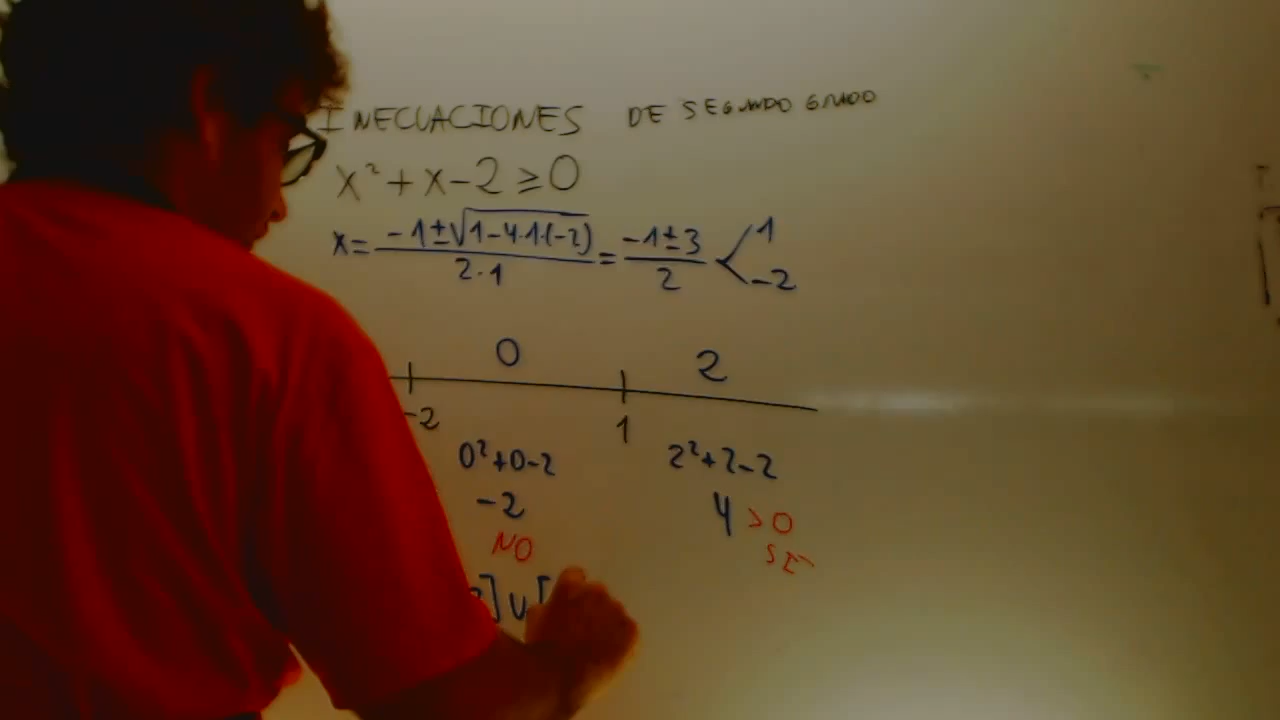 INECUACIONES DE SEGUNDO GRADO
x² + x - 2 ≥ 0
x = (-1 ± √(1 - 4·1·(-2))) / (2·1) = (-1 ± 3) / 2 < 1, -2
0 2
-2 1
0² + 0 - 2 2² + 2 - 2
-2 4 > 0
NO SI
] ∪ [